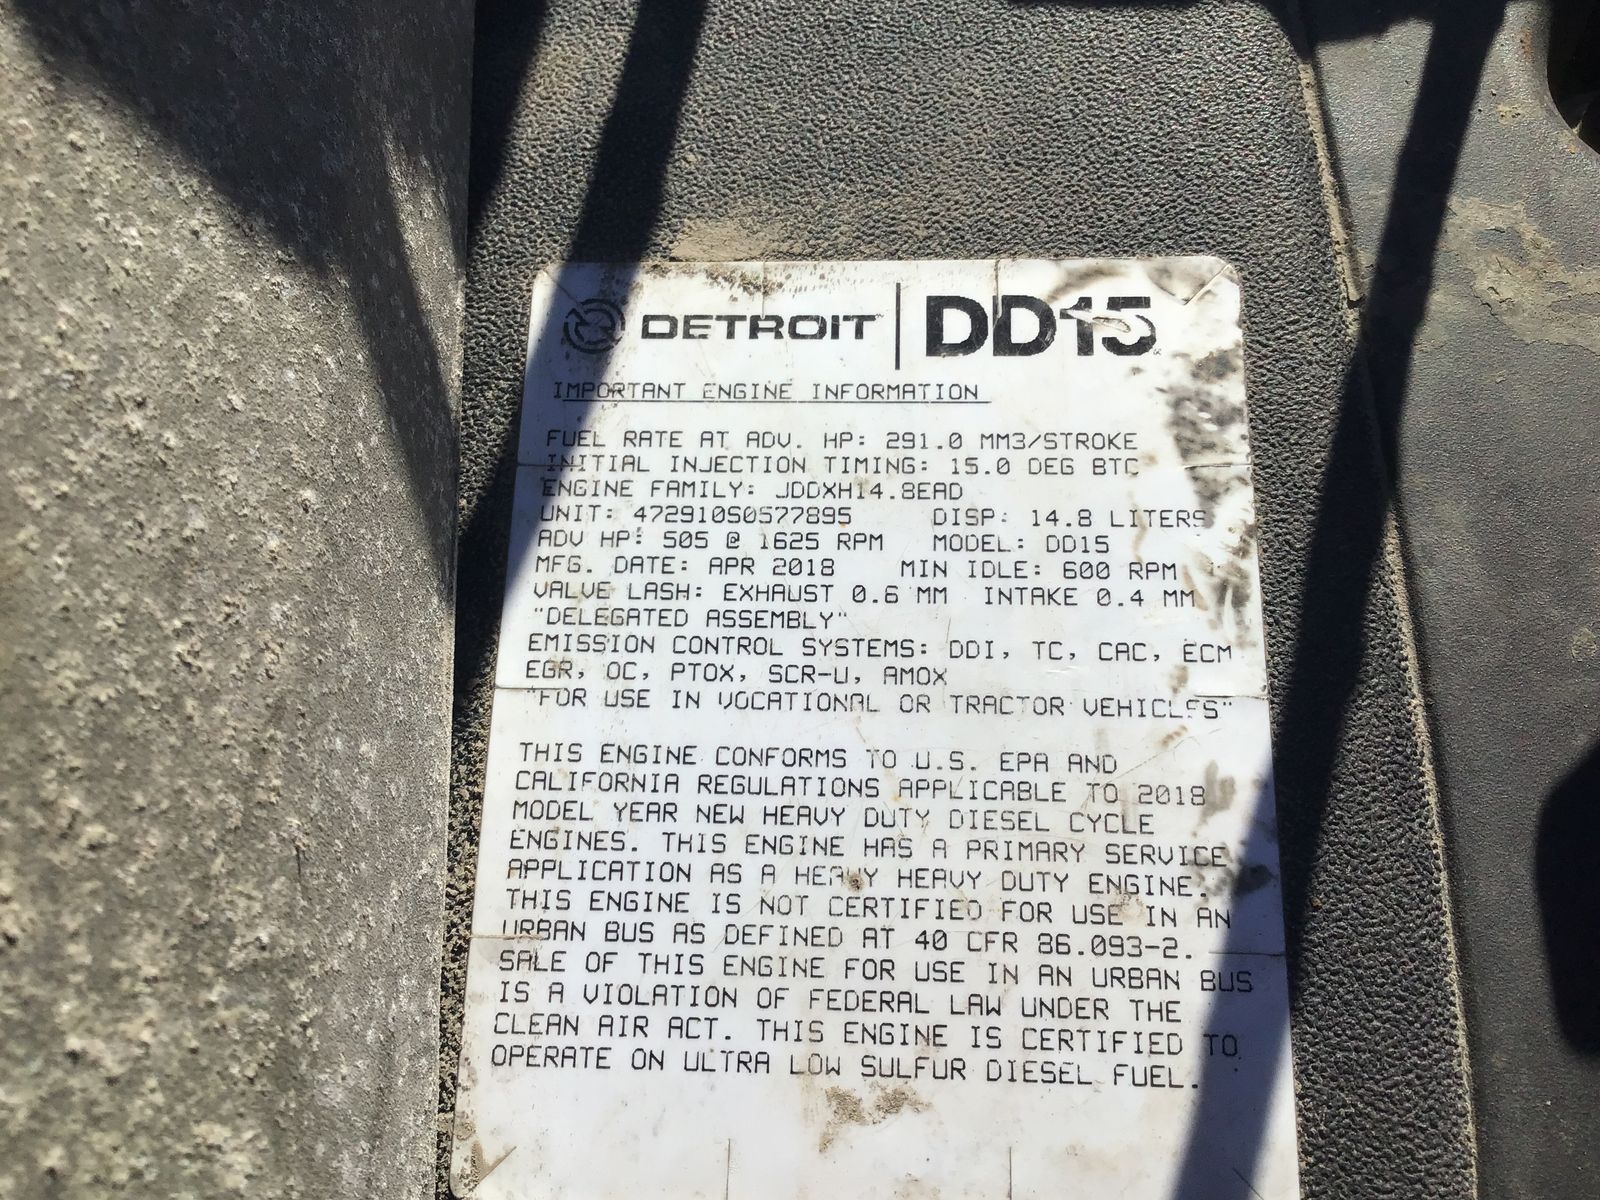 DETROIT | DD15
IMPORTANT ENGINE INFORMATION
FUEL RATE AT ADV. HP: 291.0 MM3/STROKE
INITIAL INJECTION TIMING: 15.0 DEG BTC
ENGINE FAMILY: JDDXH14.8EAD
UNIT: 472910S0577895 DISP: 14.8 LITERS
ADV HP: 505 @ 1625 RPM MODEL: DD15
MFG. DATE: APR 2018 MIN IDLE: 600 RPM
VALVE LASH: EXHAUST 0.6 MM INTAKE 0.4 MM
"DELEGATED ASSEMBLY"
EMISSION CONTROL SYSTEMS: DDI, TC, CAC, ECM
EGR, OC, PTOX, SCR-U, AMOX
"FOR USE IN VOCATIONAL OR TRACTOR VEHICLES"
THIS ENGINE CONFORMS TO U.S. EPA AND
CALIFORNIA REGULATIONS APPLICABLE TO 2018
MODEL YEAR NEW HEAVY DUTY DIESEL CYCLE
ENGINES. THIS ENGINE HAS A PRIMARY SERVICE
APPLICATION AS A HEAVY HEAVY DUTY ENGINE.
THIS ENGINE IS NOT CERTIFIED FOR USE IN AN
URBAN BUS AS DEFINED AT 40 CFR 86.093-2.
SALE OF THIS ENGINE FOR USE IN AN URBAN BUS
IS A VIOLATION OF FEDERAL LAW UNDER THE
CLEAN AIR ACT. THIS ENGINE IS CERTIFIED TO
OPERATE ON ULTRA LOW SULFUR DIESEL FUEL.